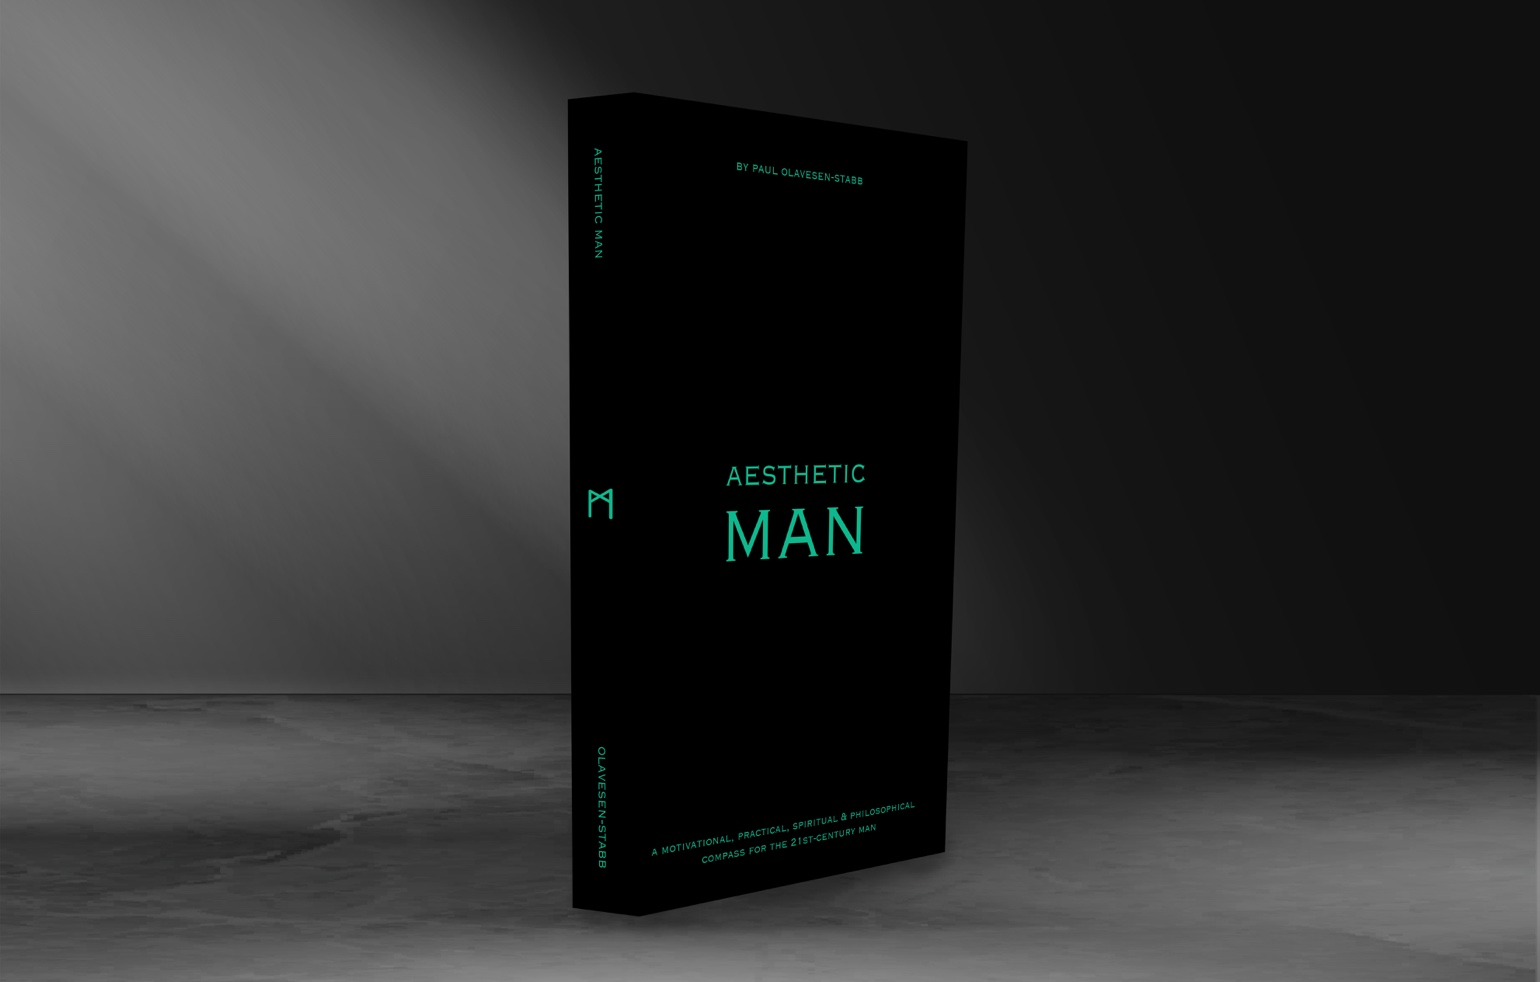 AESTHETIC MAN
OLAVESEN-STABB
BY PAUL OLAVESEN-STABB
AESTHETIC
MAN
A MOTIVATIONAL, PRACTICAL, SPIRITUAL & PHILOSOPHICAL
COMPASS FOR THE 21ST-CENTURY MAN